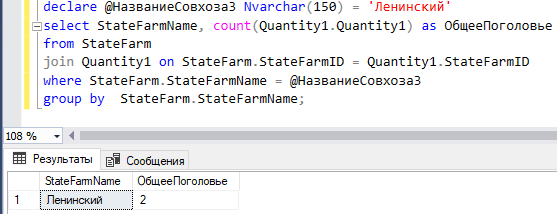 declare @НазваниеСовхоза3 Nvarchar(150) = 'Ленинский'
select StateFarmName, count(Quantity1.Quantity1) as ОбщееПоголовье
from StateFarm
join Quantity1 on StateFarm.StateFarmID = Quantity1.StateFarmID
where StateFarm.StateFarmName = @НазваниеСовхоза3
group by StateFarm.StateFarmName;
108 %
Результаты Сообщения
StateFarmName ОбщееПоголовье
1 Ленинский 2